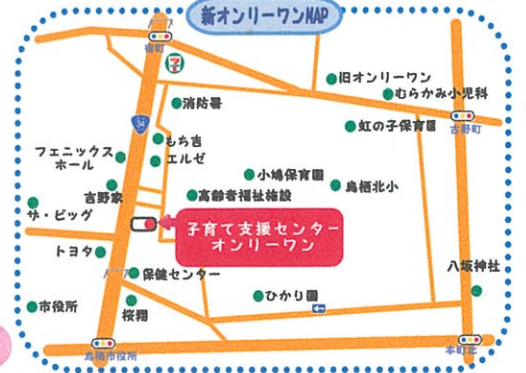 新オンリーワンMAP
宿町
7
旧オンリーワン
むらかみ小児科
消防署
古野町
34
虹の子保育園
もち吉
エルゼ
フェニックス
ホール
小鳩保育園
鳥栖北小
吉野家
高齢者福祉施設
ザ・ビッグ
子育て支援センター
オンリーワン
トヨタ
八坂神社
保健センター
ひかり園
市役所
桜翔
鳥栖市役所
本町北